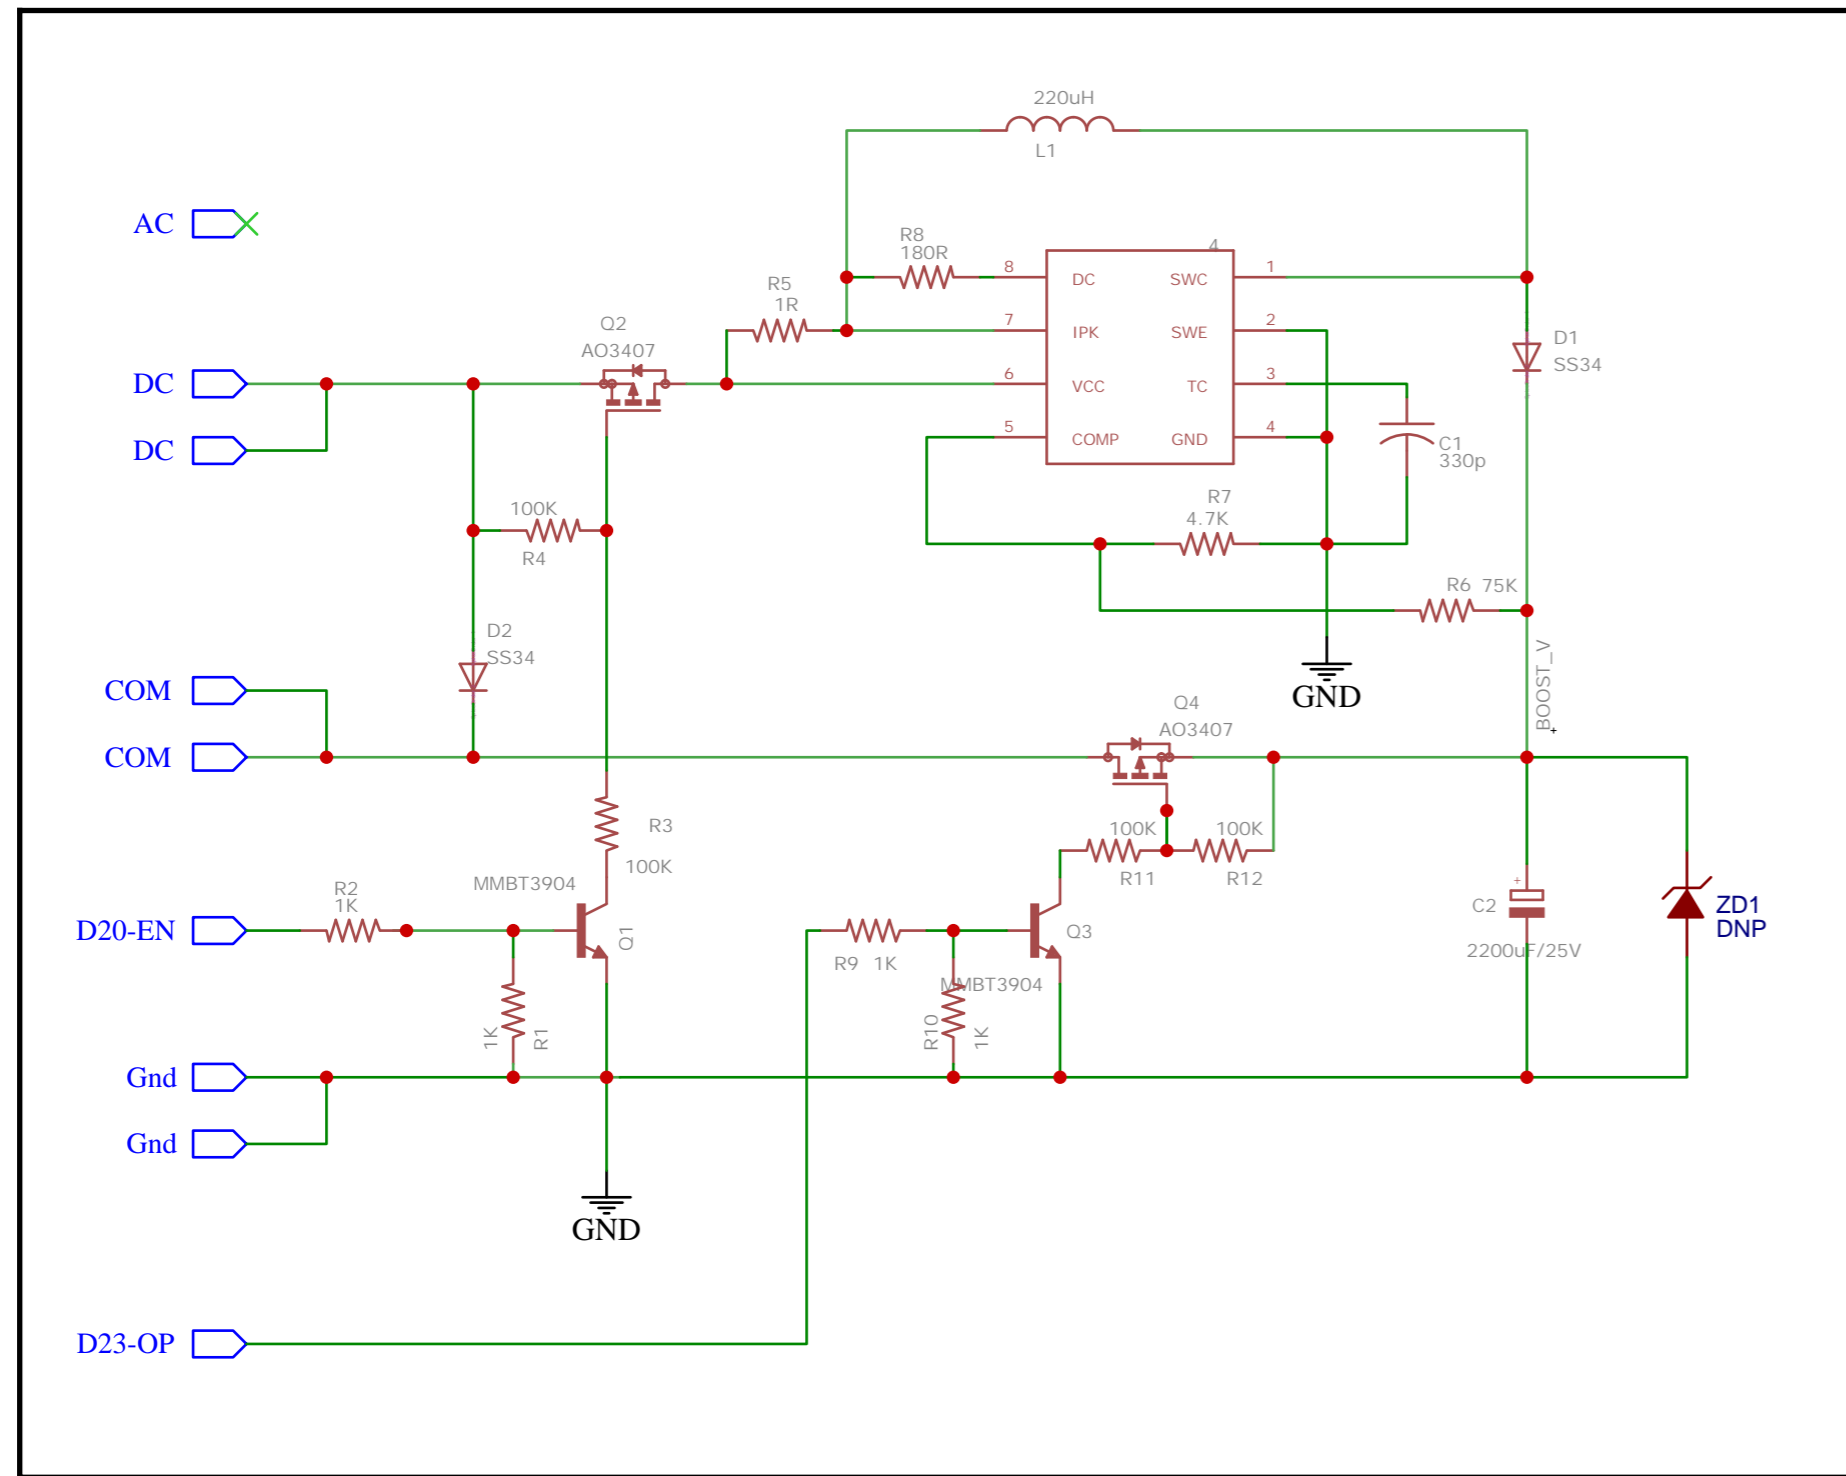 220uH
L1
AC
R8
180R
4
8
DC
SWC
1
R5
1R
7
IPK
SWE
2
Q2
AO3407
D1
SS34
DC
6
VCC
TC
3
DC
5
COMP
GND
4
C1
330p
100K
R4
R7
4.7K
R6 75K
D2
SS34
COM
GND
BOOST_V
+
Q4
AO3407
COM
R3
100K
100K
100K
R11
R12
MMBT3904
R2
1K
D20-EN
Q1
Q3
R9 1K
MMBT3904
+
C2
2200uF/25V
ZD1
DNP
1K
R1
R10
1K
Gnd
Gnd
GND
D23-OP